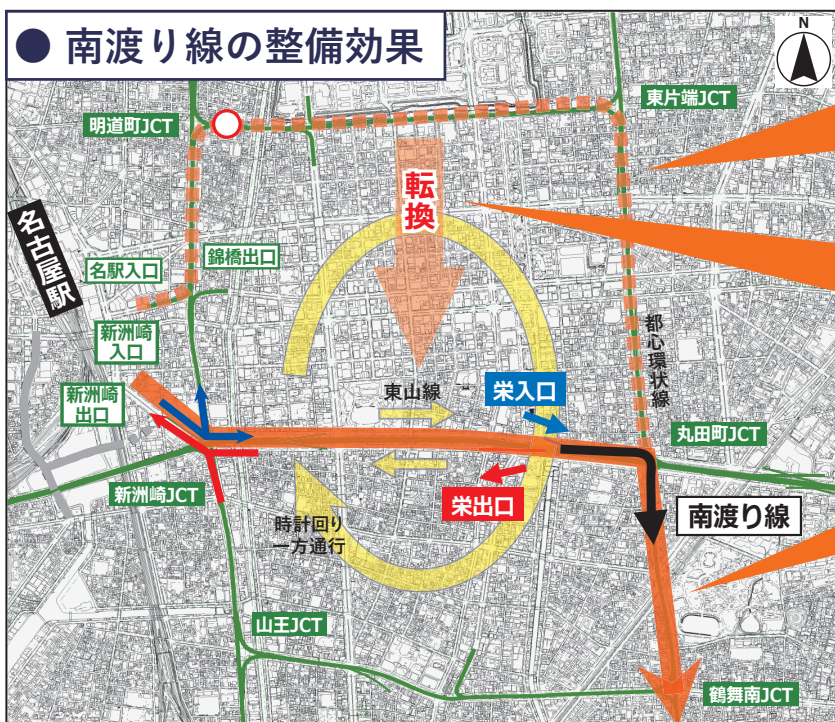 ● 南渡り線の整備効果
N
東片端JCT
明道町JCT
転換
名古屋駅
名駅入口
錦橋出口
都心環状線
新洲崎
入口
新洲崎
出口
東山線
栄入口
丸田町JCT
新洲崎JCT
栄出口
南渡り線
時計回り
一方通行
山王JCT
鶴舞南JCT